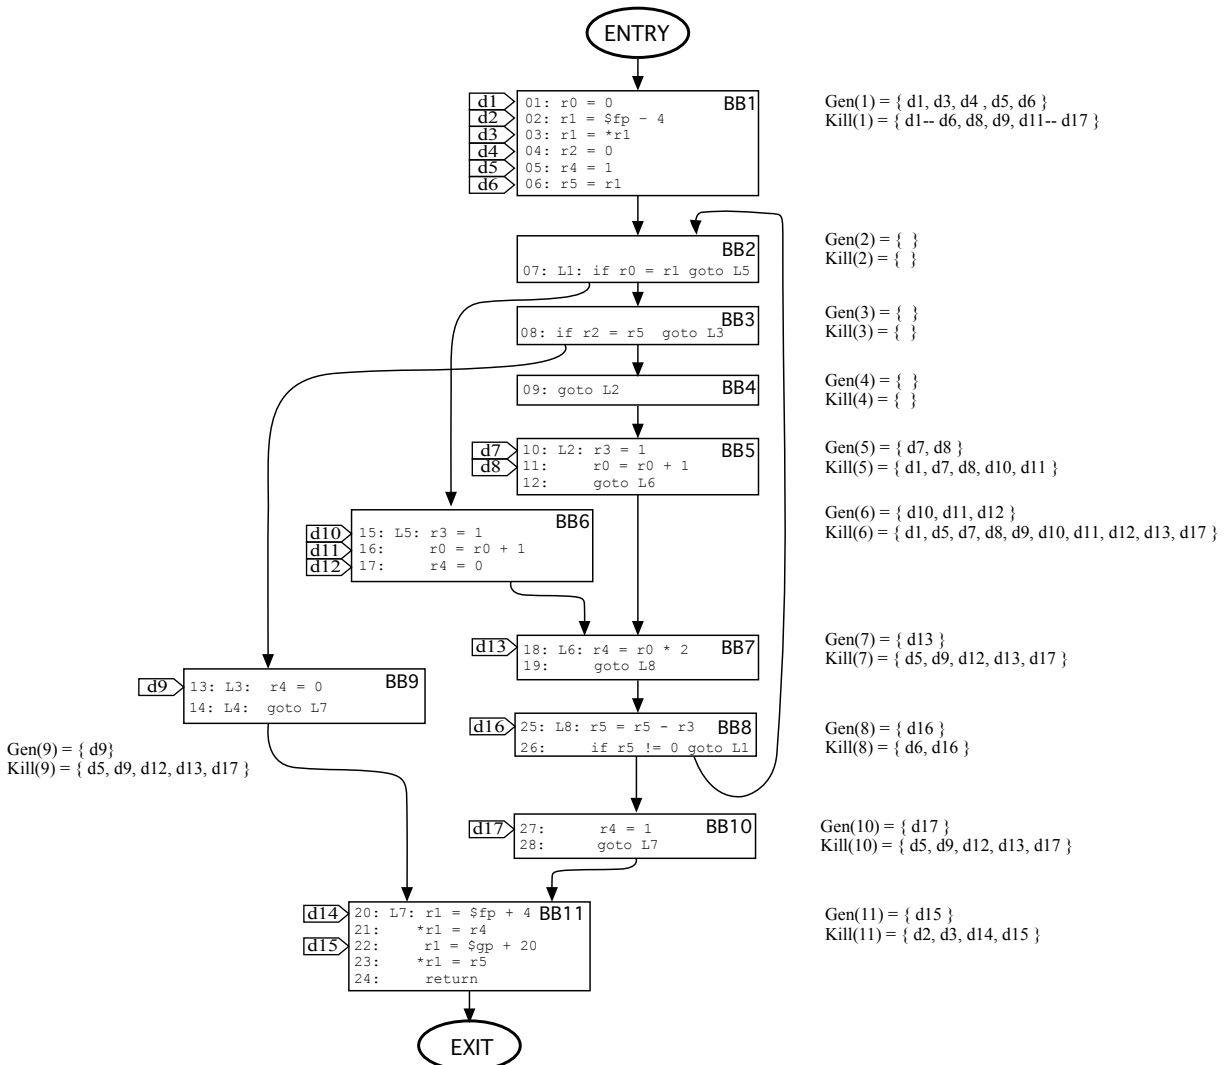 ENTRY
d1
d2
d3
d4
d5
d6
01: r0 = 0
02: r1 = $fp - 4
03: r1 = *r1
04: r2 = 0
05: r4 = 1
06: r5 = r1
BB1
Gen(1) = { d1, d3, d4 , d5, d6 }
Kill(1) = { d1-- d6, d8, d9, d11-- d17 }
BB2
07: L1: if r0 = r1 goto L5
Gen(2) = { }
Kill(2) = { }
BB3
08: if r2 = r5 goto L3
Gen(3) = { }
Kill(3) = { }
09: goto L2
BB4
Gen(4) = { }
Kill(4) = { }
d7
d8
10: L2: r3 = 1
11: r0 = r0 + 1
12: goto L6
BB5
Gen(5) = { d7, d8 }
Kill(5) = { d1, d7, d8, d10, d11 }
d10
d11
d12
15: L5: r3 = 1
16: r0 = r0 + 1
17: r4 = 0
BB6
Gen(6) = { d10, d11, d12 }
Kill(6) = { d1, d5, d7, d8, d9, d10, d11, d12, d13, d17 }
d13
18: L6: r4 = r0 * 2
19: goto L8
BB7
Gen(7) = { d13 }
Kill(7) = { d5, d9, d12, d13, d17 }
d9
13: L3: r4 = 0
14: L4: goto L7
BB9
Gen(9) = { d9}
Kill(9) = { d5, d9, d12, d13, d17 }
d16
25: L8: r5 = r5 - r3
26: if r5 != 0 goto L1
BB8
Gen(8) = { d16 }
Kill(8) = { d6, d16 }
d17
27: r4 = 1
28: goto L7
BB10
Gen(10) = { d17 }
Kill(10) = { d5, d9, d12, d13, d17 }
d14
d15
20: L7: r1 = $fp + 4
21: *r1 = r4
22: r1 = $gp + 20
23: *r1 = r5
24: return
BB11
Gen(11) = { d15 }
Kill(11) = { d2, d3, d14, d15 }
EXIT